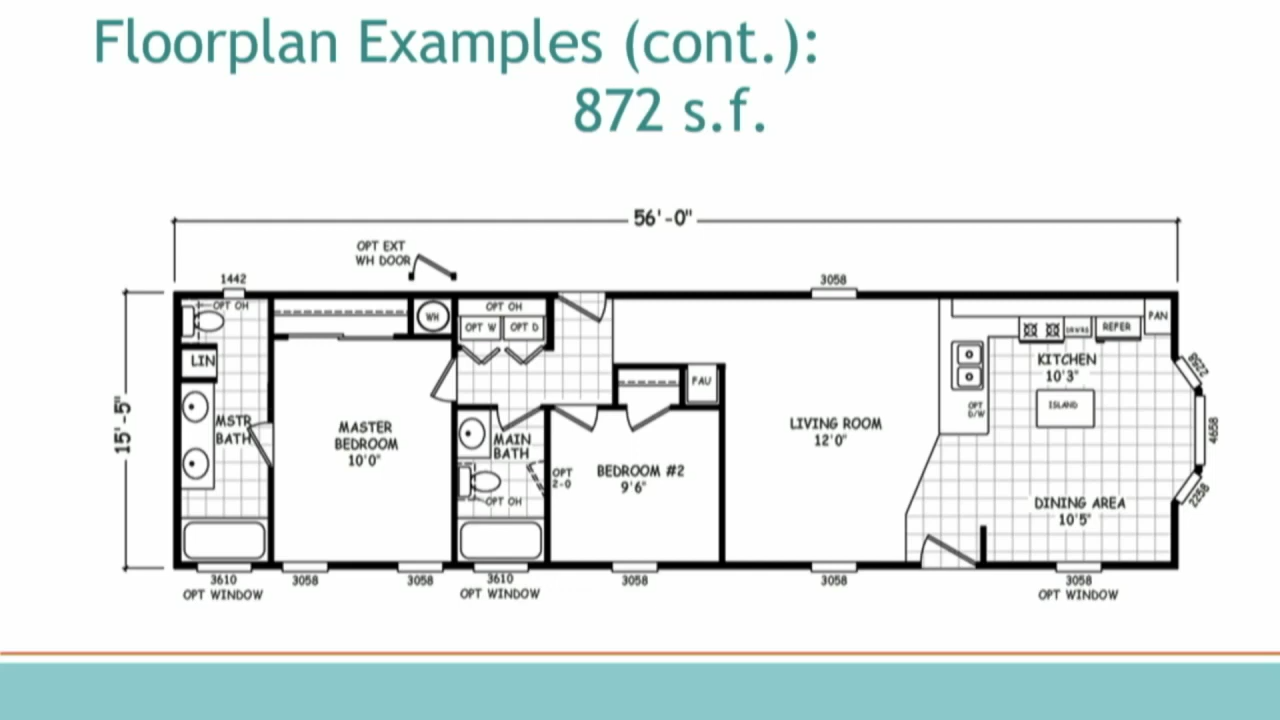 Floorplan Examples (cont.):
872 s.f.
56'-0"
OPT EXT
WH DOOR
1442
3058
15'-5"
OPT OH
WH
OPT OH
OPT W
OPT D
PAN
REFER
LIN
KITCHEN
10'3"
FAU
2258
ISLAND
OPT
D/W
MSTR
BATH
MASTER
BEDROOM
10'0"
MAIN
BATH
LIVING ROOM
12'0"
4658
OPT
2-0
BEDROOM #2
9'6"
OPT OH
2258
DINING AREA
10'5"
3610
OPT WINDOW
3058
3058
3610
OPT WINDOW
3058
3058
3058
OPT WINDOW